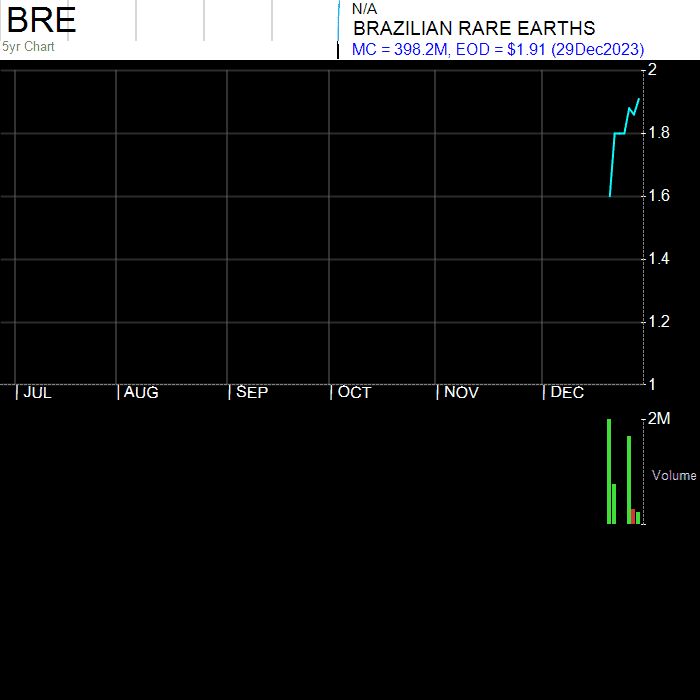 BRE
5yr Chart
N/A
BRAZILIAN RARE EARTHS
MC = 398.2M, EOD = $1.91 (29Dec2023)
2
1.8
1.6
1.4
1.2
1
JUL AUG SEP OCT NOV DEC
2M
Volume